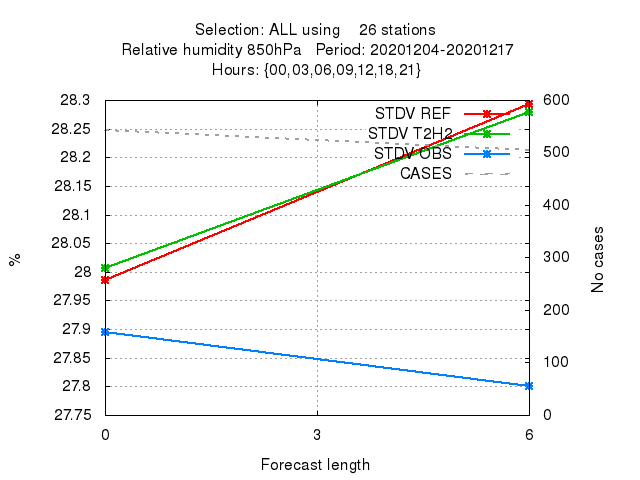 Selection: ALL using    26 stations
Relative humidity 850hPa   Period: 20201204-20201217
Hours: {00,03,06,09,12,18,21}
28.3
28.25
28.2
28.15
28.1
28.05
28
27.95
27.9
27.85
27.8
27.75
%
STDV REF
STDV T2H2
STDV OBS
CASES
600
500
400
300
200
100
0
No cases
0
3
6
Forecast length